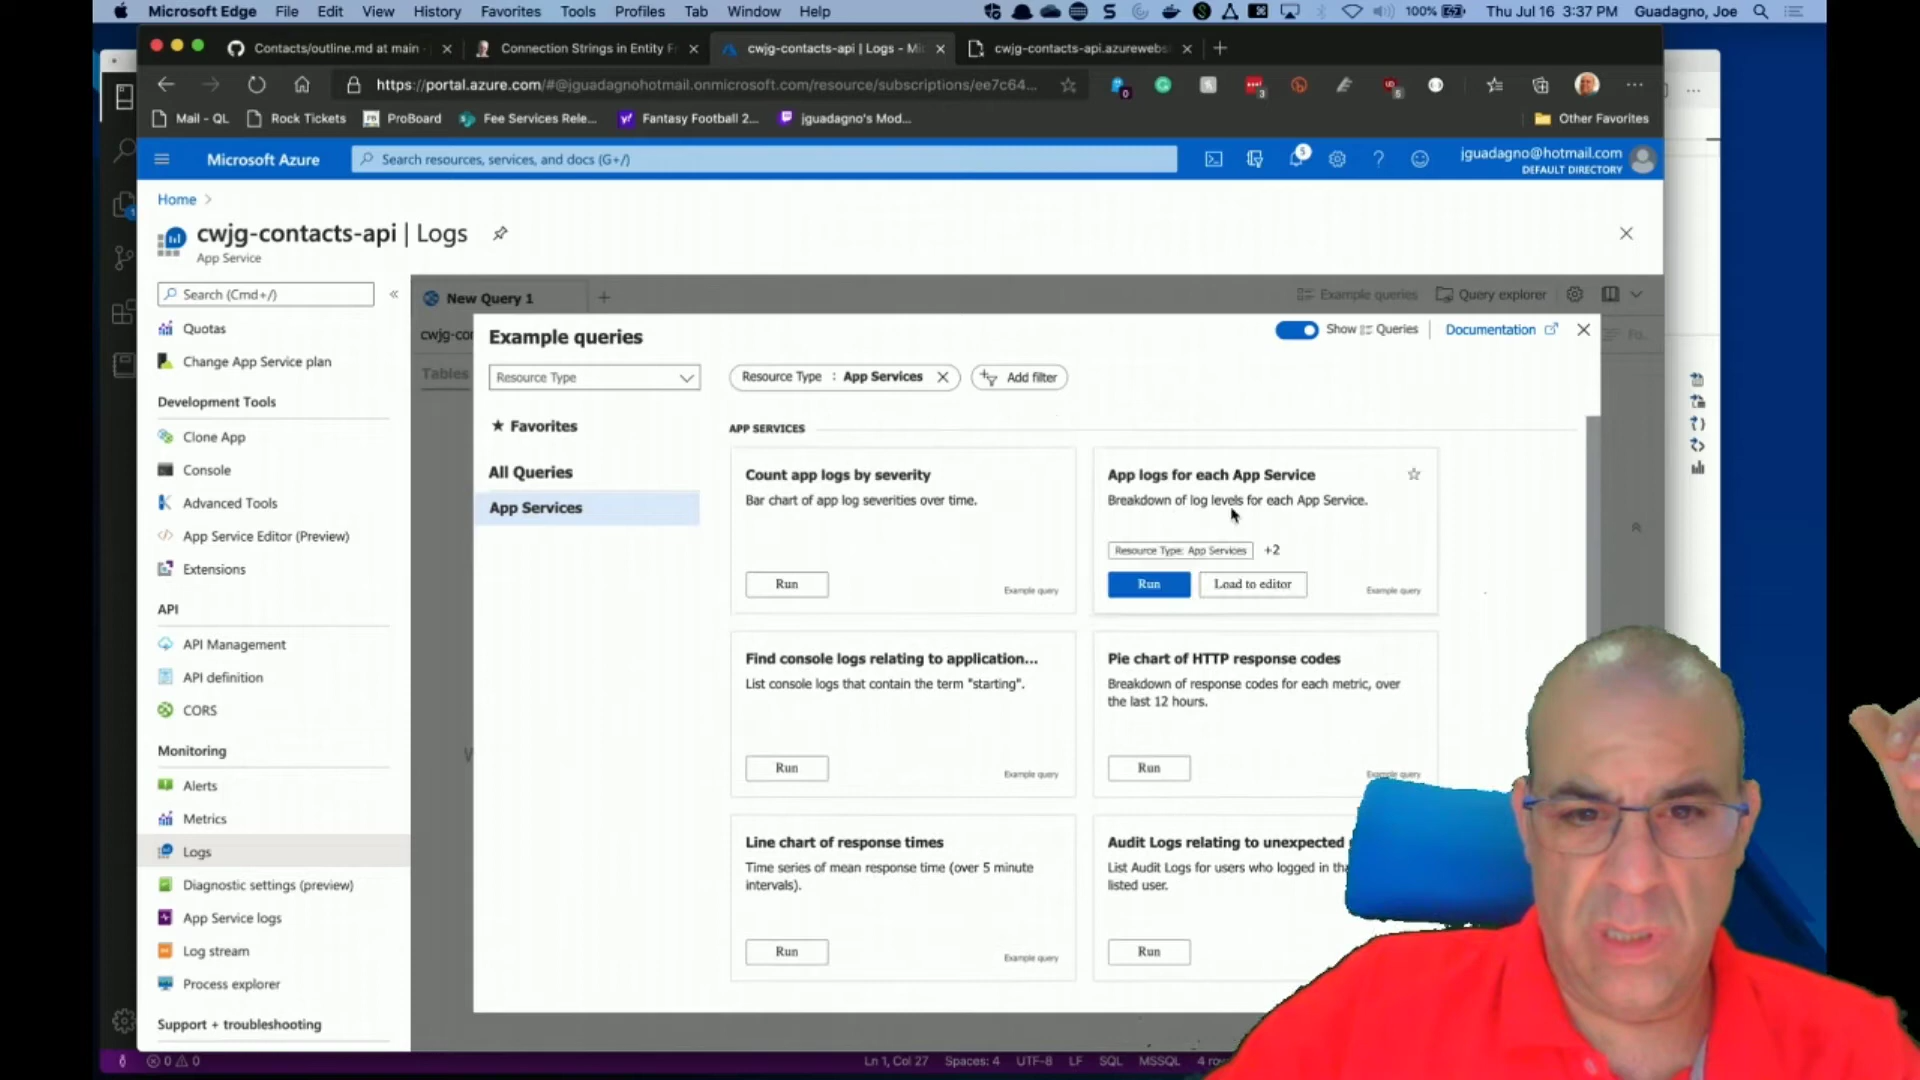 Microsoft Edge File Edit View History Favorites Tools Profiles Tab Window Help 100% Thu Jul 16 3:37 PM Guadagno, Joe
Contacts/outline.md at main - Connection Strings in Entity F cwjg-contacts-api | Logs - Mi cwjg-contacts-api.azureweb
https://portal.azure.com/#@jguadagnohotmail.onmicrosoft.com/resource/subscriptions/ee7c64...
Mail - QL Rock Tickets ProBoard Fee Services Rele... Fantasy Football 2... jguadagno's Mod... Other Favorites
Microsoft Azure Search resources, services, and docs (G+/) 5 jguadagno@hotmail.com
DEFAULT DIRECTORY
Home >
cwjg-contacts-api | Logs
App Service
Search (Cmd+/) «
Quotas
Change App Service plan
Development Tools
Clone App
Console
Advanced Tools
App Service Editor (Preview)
Extensions
API
API Management
API definition
CORS
Monitoring
Alerts
Metrics
Logs
Diagnostic settings (preview)
App Service logs
Log stream
Process explorer
Support + troubleshooting
New Query 1 + Example queries Query explorer
cwjg-con
Tables
Example queries Show Queries Documentation
Resource Type Resource Type : App Services Add filter
Favorites
All Queries
App Services
APP SERVICES
Count app logs by severity
Bar chart of app log severities over time.
Run Example query
App logs for each App Service
Breakdown of log levels for each App Service.
Resource Type: App Services +2
Run Load to editor Example query
Find console logs relating to application...
List console logs that contain the term "starting".
Run Example query
Pie chart of HTTP response codes
Breakdown of response codes for each metric, over
the last 12 hours.
Run Example query
Line chart of response times
Time series of mean response time (over 5 minute
intervals).
Run Example query
Audit Logs relating to unexpected
List Audit Logs for users who logged in
listed user.
Run
0 0 Ln 1, Col 27 Spaces: 4 UTF-8 LF SQL MSSQL 4